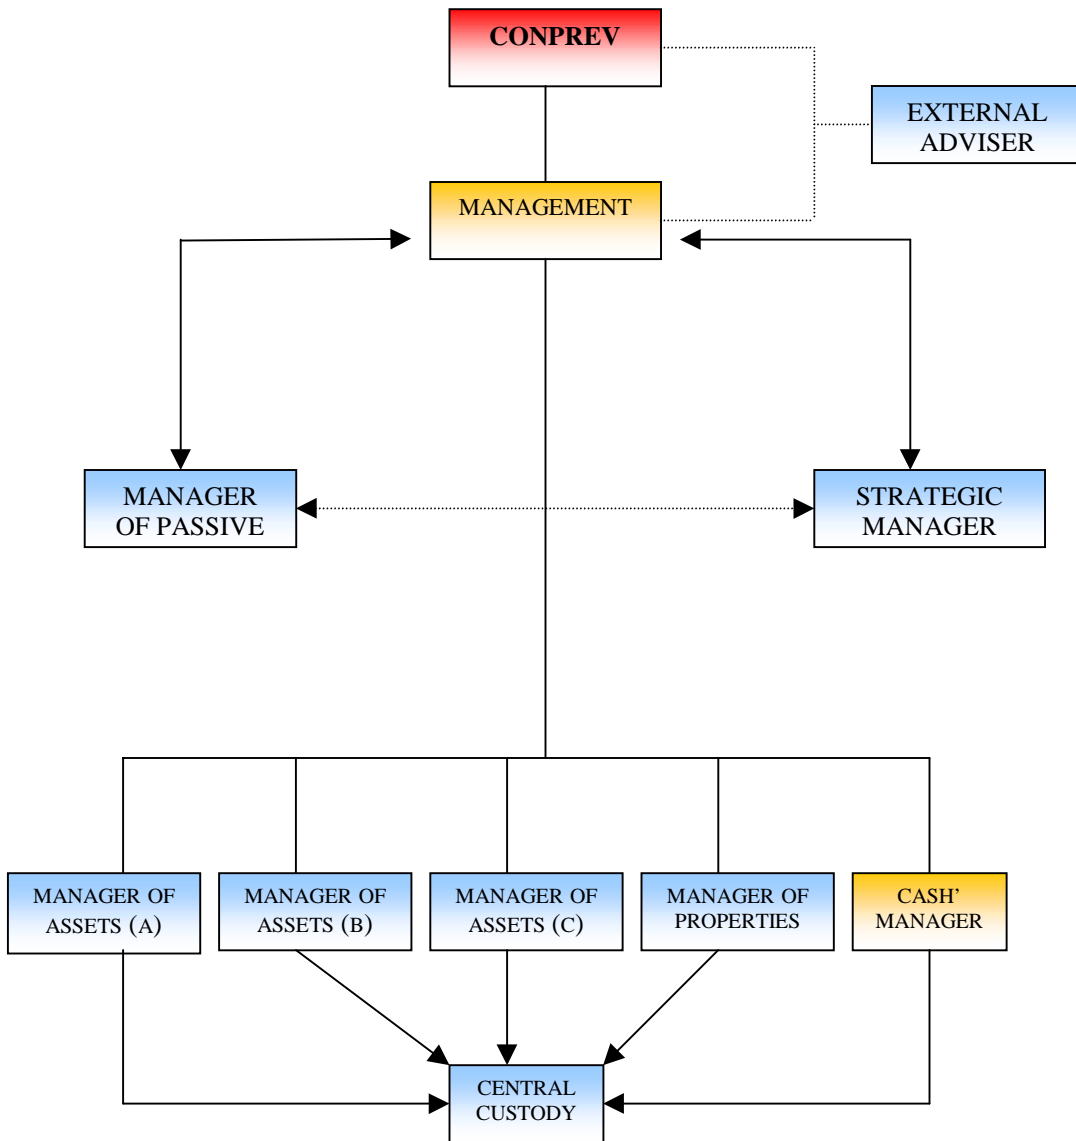 CONPREV
EXTERNAL
ADVISER
MANAGEMENT
MANAGER
OF PASSIVE
STRATEGIC
MANAGER
MANAGER OF
ASSETS (A)
MANAGER OF
ASSETS (B)
MANAGER OF
ASSETS (C)
MANAGER OF
PROPERTIES
CASH’
MANAGER
CENTRAL
CUSTODY